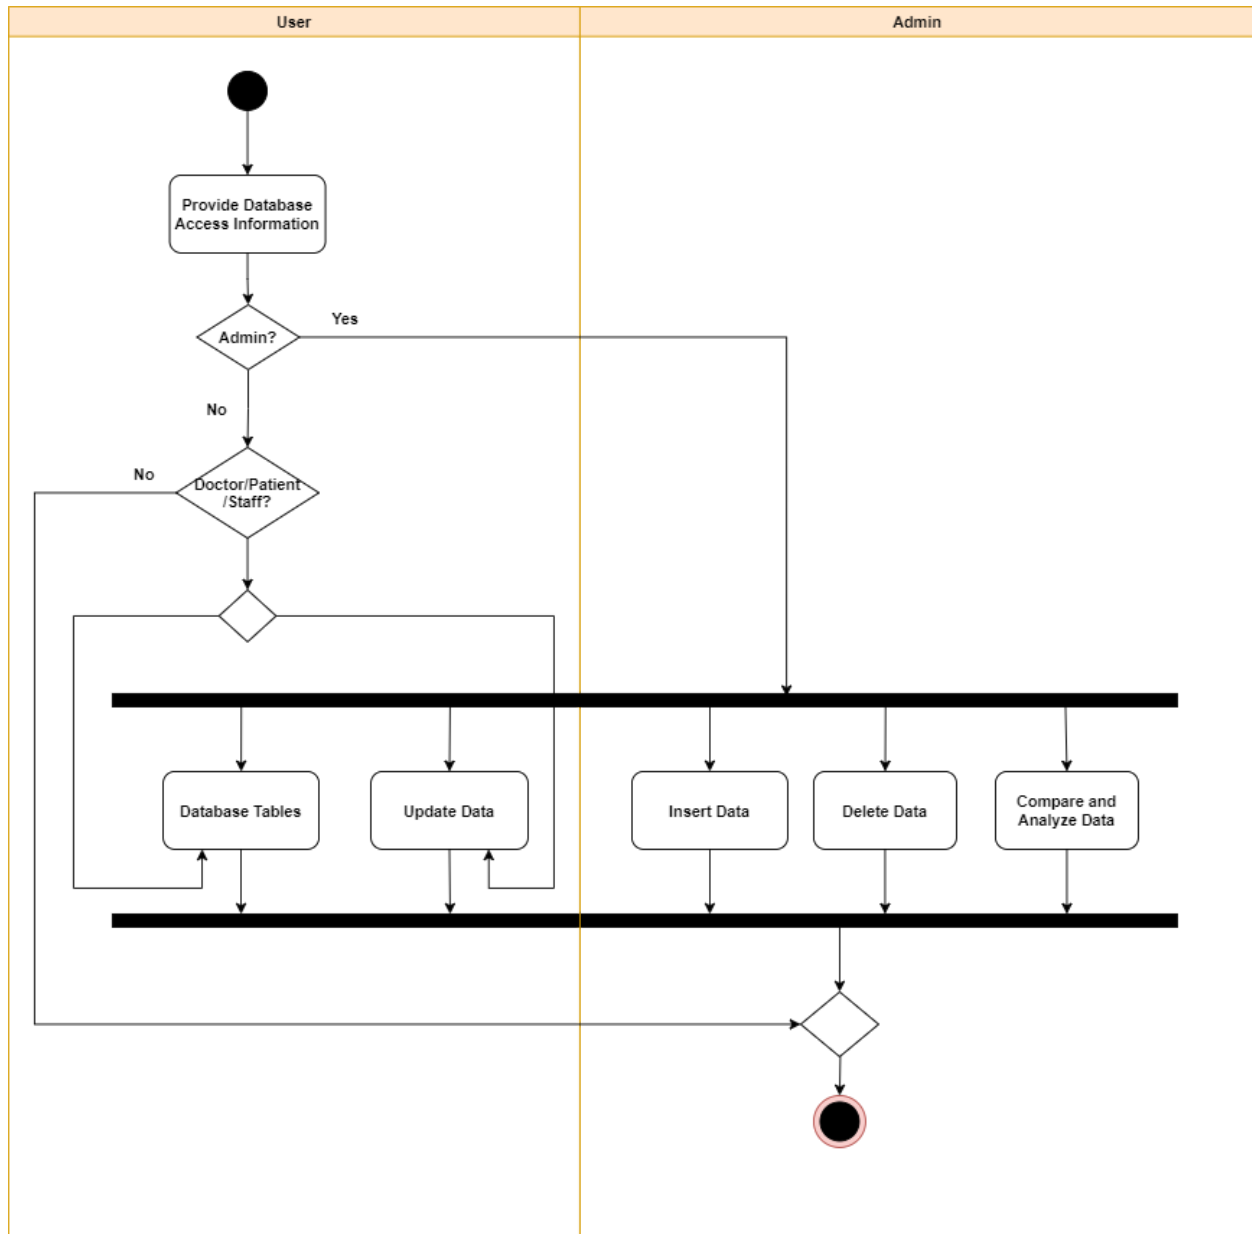 User
Admin
Provide Database
Access Information
Admin?
Yes
No
No
Doctor/Patient
/Staff?
Database Tables
Update Data
Insert Data
Delete Data
Compare and
Analyze Data